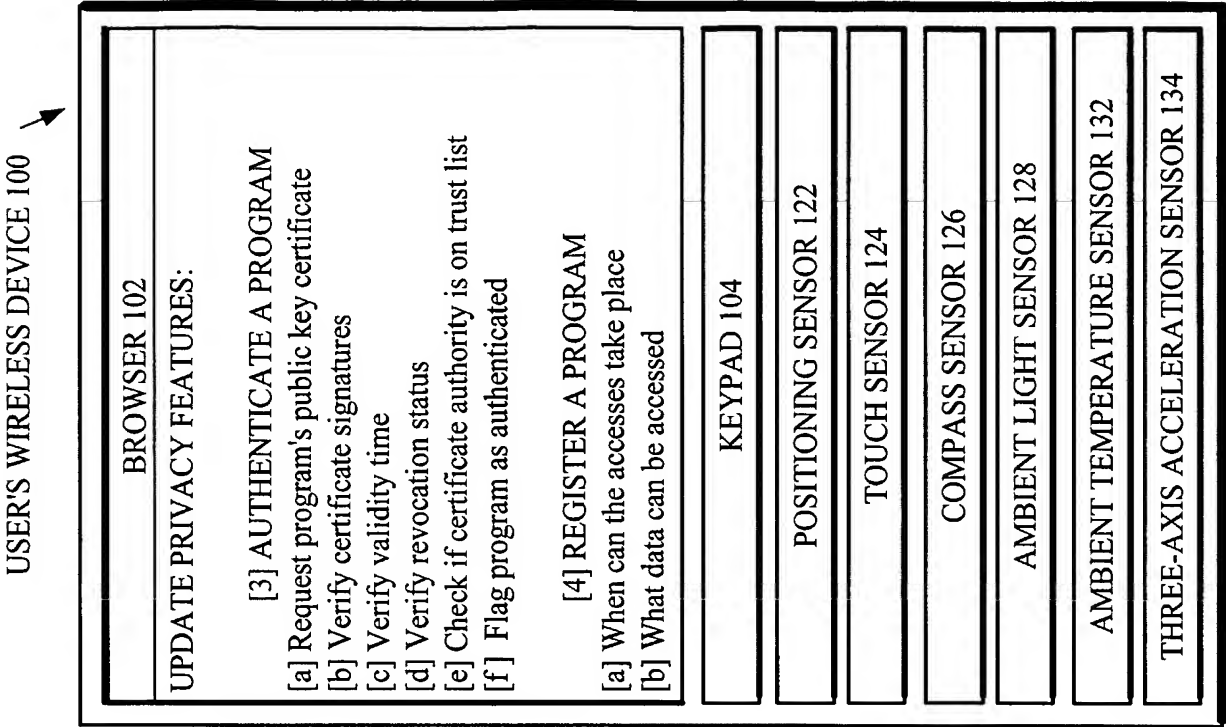 USER'S WIRELESS DEVICE 100
BROWSER 102
UPDATE PRIVACY FEATURES:
[3] AUTHENTICATE A PROGRAM
[a] Request program's public key certificate
[b] Verify certificate signatures
[c] Verify validity time
[d] Verify revocation status
[e] Check if certificate authority is on trust list
[f] Flag program as authenticated
[4] REGISTER A PROGRAM
[a] When can the accesses take place
[b] What data can be accessed
KEYPAD 104
POSITIONING SENSOR 122
TOUCH SENSOR 124
COMPASS SENSOR 126
AMBIENT LIGHT SENSOR 128
AMBIENT TEMPERATURE SENSOR 132
THREE-AXIS ACCELERATION SENSOR 134